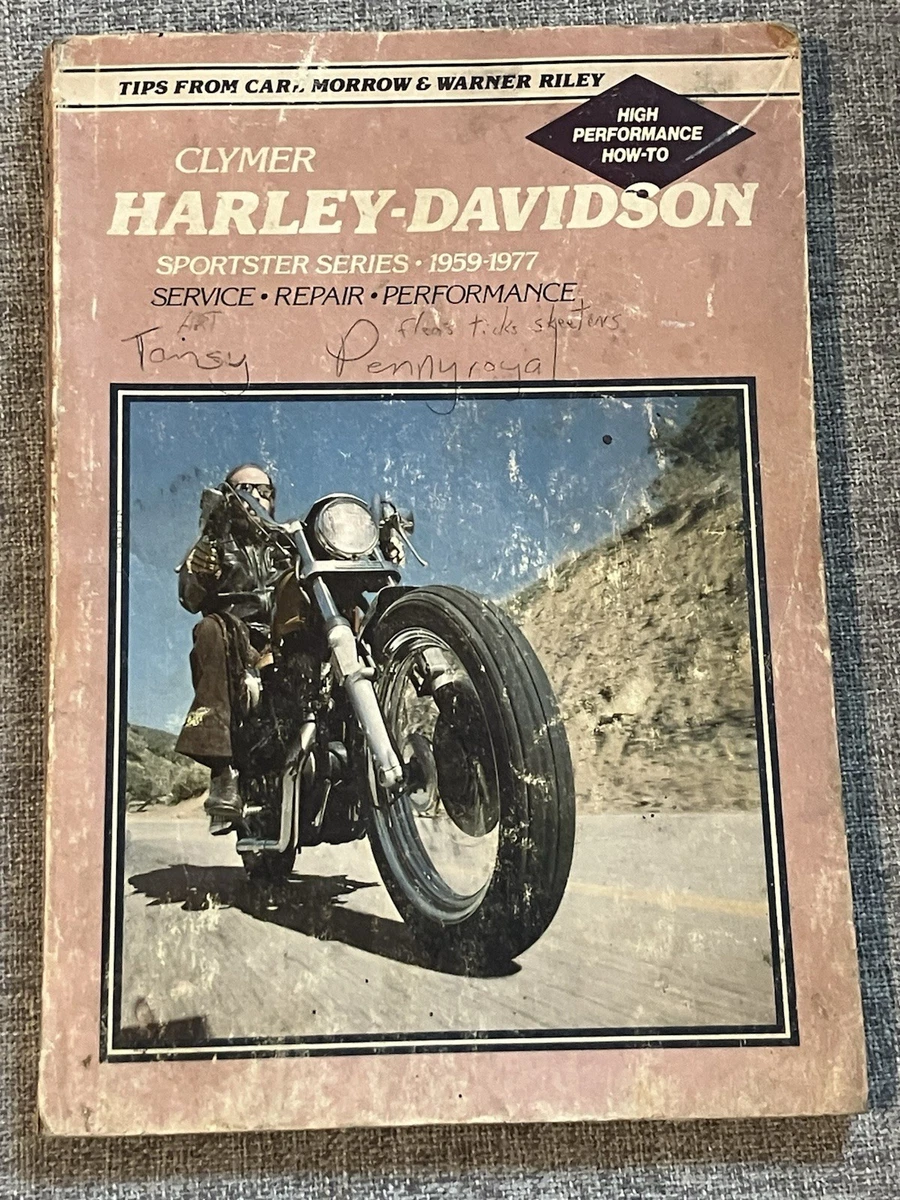 TIPS FROM CARL MORROW & WARNER RILEY
HIGH
PERFORMANCE
HOW-TO
CLYMER
HARLEY-DAVIDSON
SPORTSTER SERIES · 1959-1977
SERVICE • REPAIR • PERFORMANCE
fleas ticks skeeters
Tansy Pennyroyal